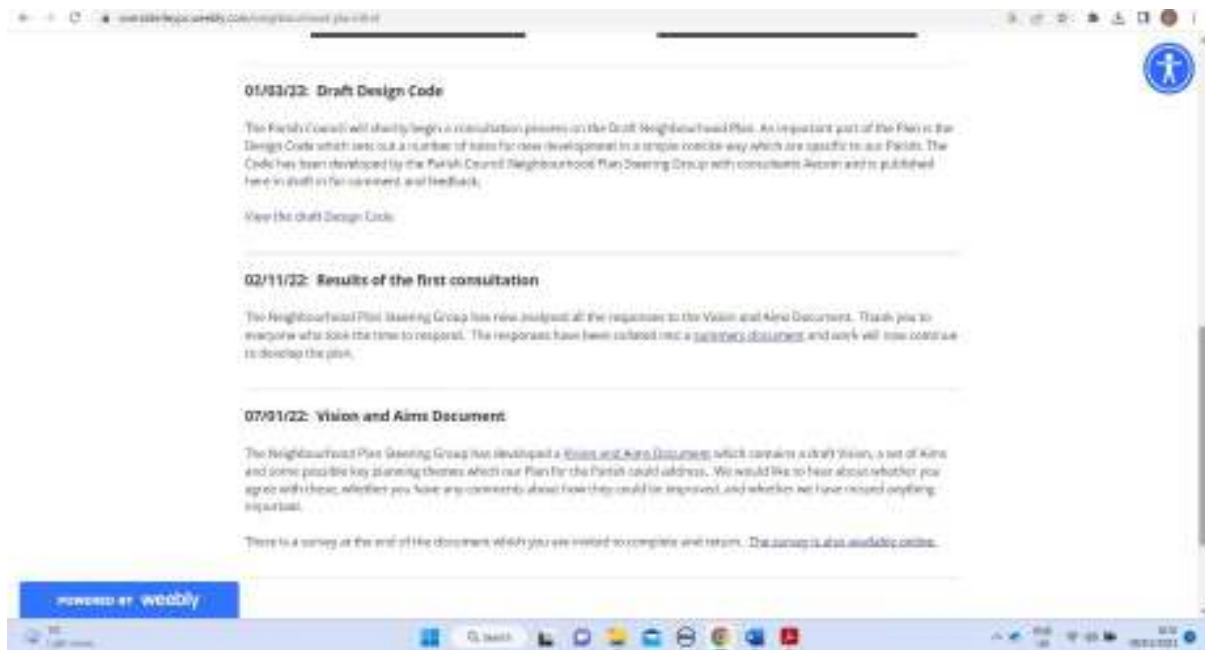 01/03/23: Draft Design Code
The Parish Council will shortly begin a consultation process on the Draft Neighbourhood Plan. An important part of the Plan is the
Design Code which sets out a number of rules for new development in a simple concise way which are specific to our Parish. The
Code has been developed by the Parish Council Neighbourhood Plan Steering Group with consultants Aecom and is published
here in draft in for comment and feedback.
View the draft Design Code
02/11/22: Results of the first consultation
The Neighbourhood Plan Steering Group has now analysed all the responses to the Vision and Aims Document. Thank you to
everyone who took the time to respond. The responses have been collated into a summary document and work will now continue
to develop the plan.
07/01/22: Vision and Aims Document
The Neighbourhood Plan Steering Group has developed a Vision and Aims Document which contains a draft Vision, a set of Aims
and some possible key planning themes which our Plan for the Parish could address. We would like to hear about whether you
agree with these, whether you have any comments about how they could be improved, and whether we have missed anything
important.
There is a survey at the end of the document which you are invited to complete and return. The survey is also available online.
POWERED BY weebly
Search